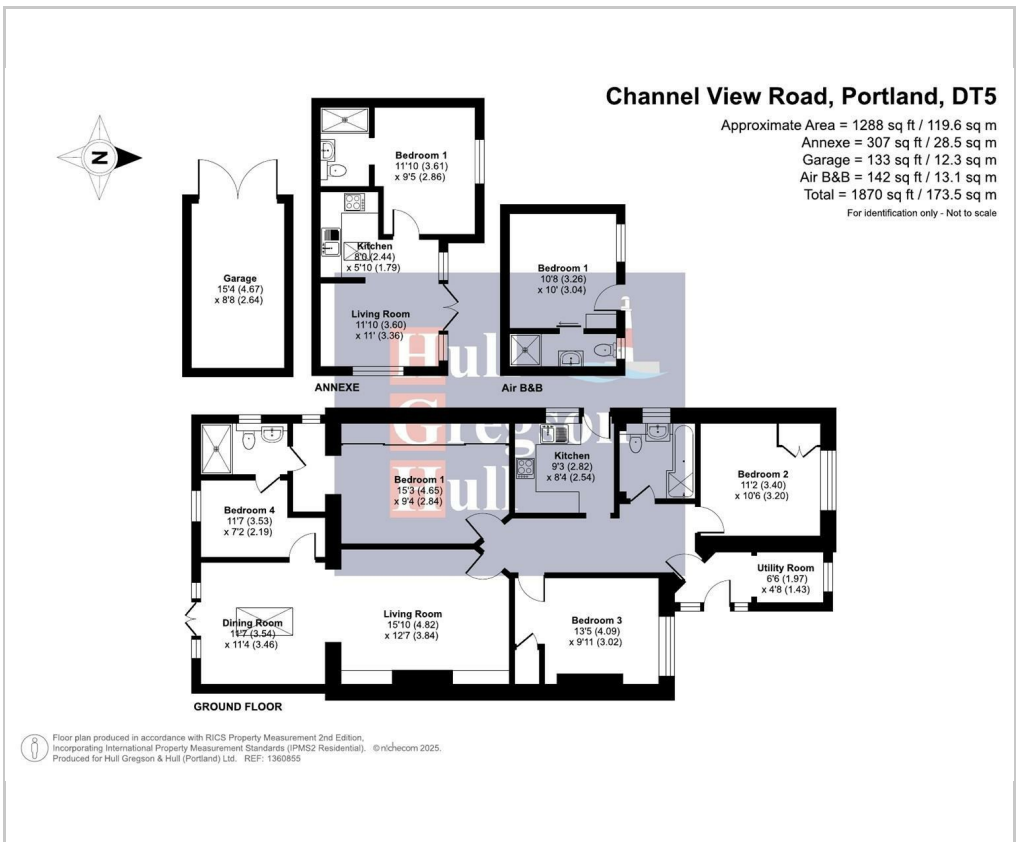 Channel View Road, Portland, DT5
Approximate Area = 1288 sq ft / 119.6 sq m
Annexe = 307 sq ft / 28.5 sq m
Garage = 133 sq ft / 12.3 sq m
Air B&B = 142 sq ft / 13.1 sq m
Total = 1870 sq ft / 173.5 sq m
For identification only - Not to scale
N
Bedroom 1
11'10 (3.61)
x 9'5 (2.86)
Kitchen
8'0 (2.44)
x 5'10 (1.79)
Garage
15'4 (4.67)
x 8'8 (2.64)
Living Room
11'10 (3.60)
x 11' (3.36)
Bedroom 1
10'8 (3.26)
x 10' (3.04)
ANNEXE
Air B&B
Hull
Gregson
Hull
Bedroom 1
15'3 (4.65)
x 9'4 (2.84)
Kitchen
9'3 (2.82)
x 8'4 (2.54)
Bedroom 2
11'2 (3.40)
x 10'6 (3.20)
Bedroom 4
11'7 (3.53)
x 7'2 (2.19)
Utility Room
6'6 (1.97)
x 4'8 (1.43)
Dining Room
11'7 (3.54)
x 11'4 (3.46)
Living Room
15'10 (4.82)
x 12'7 (3.84)
Bedroom 3
13'5 (4.09)
x 9'11 (3.02)
GROUND FLOOR
Floor plan produced in accordance with RICS Property Measurement 2nd Edition,
Incorporating International Property Measurement Standards (IPMS2 Residential). © nichecom 2025.
Produced for Hull Gregson & Hull (Portland) Ltd. REF: 1360855